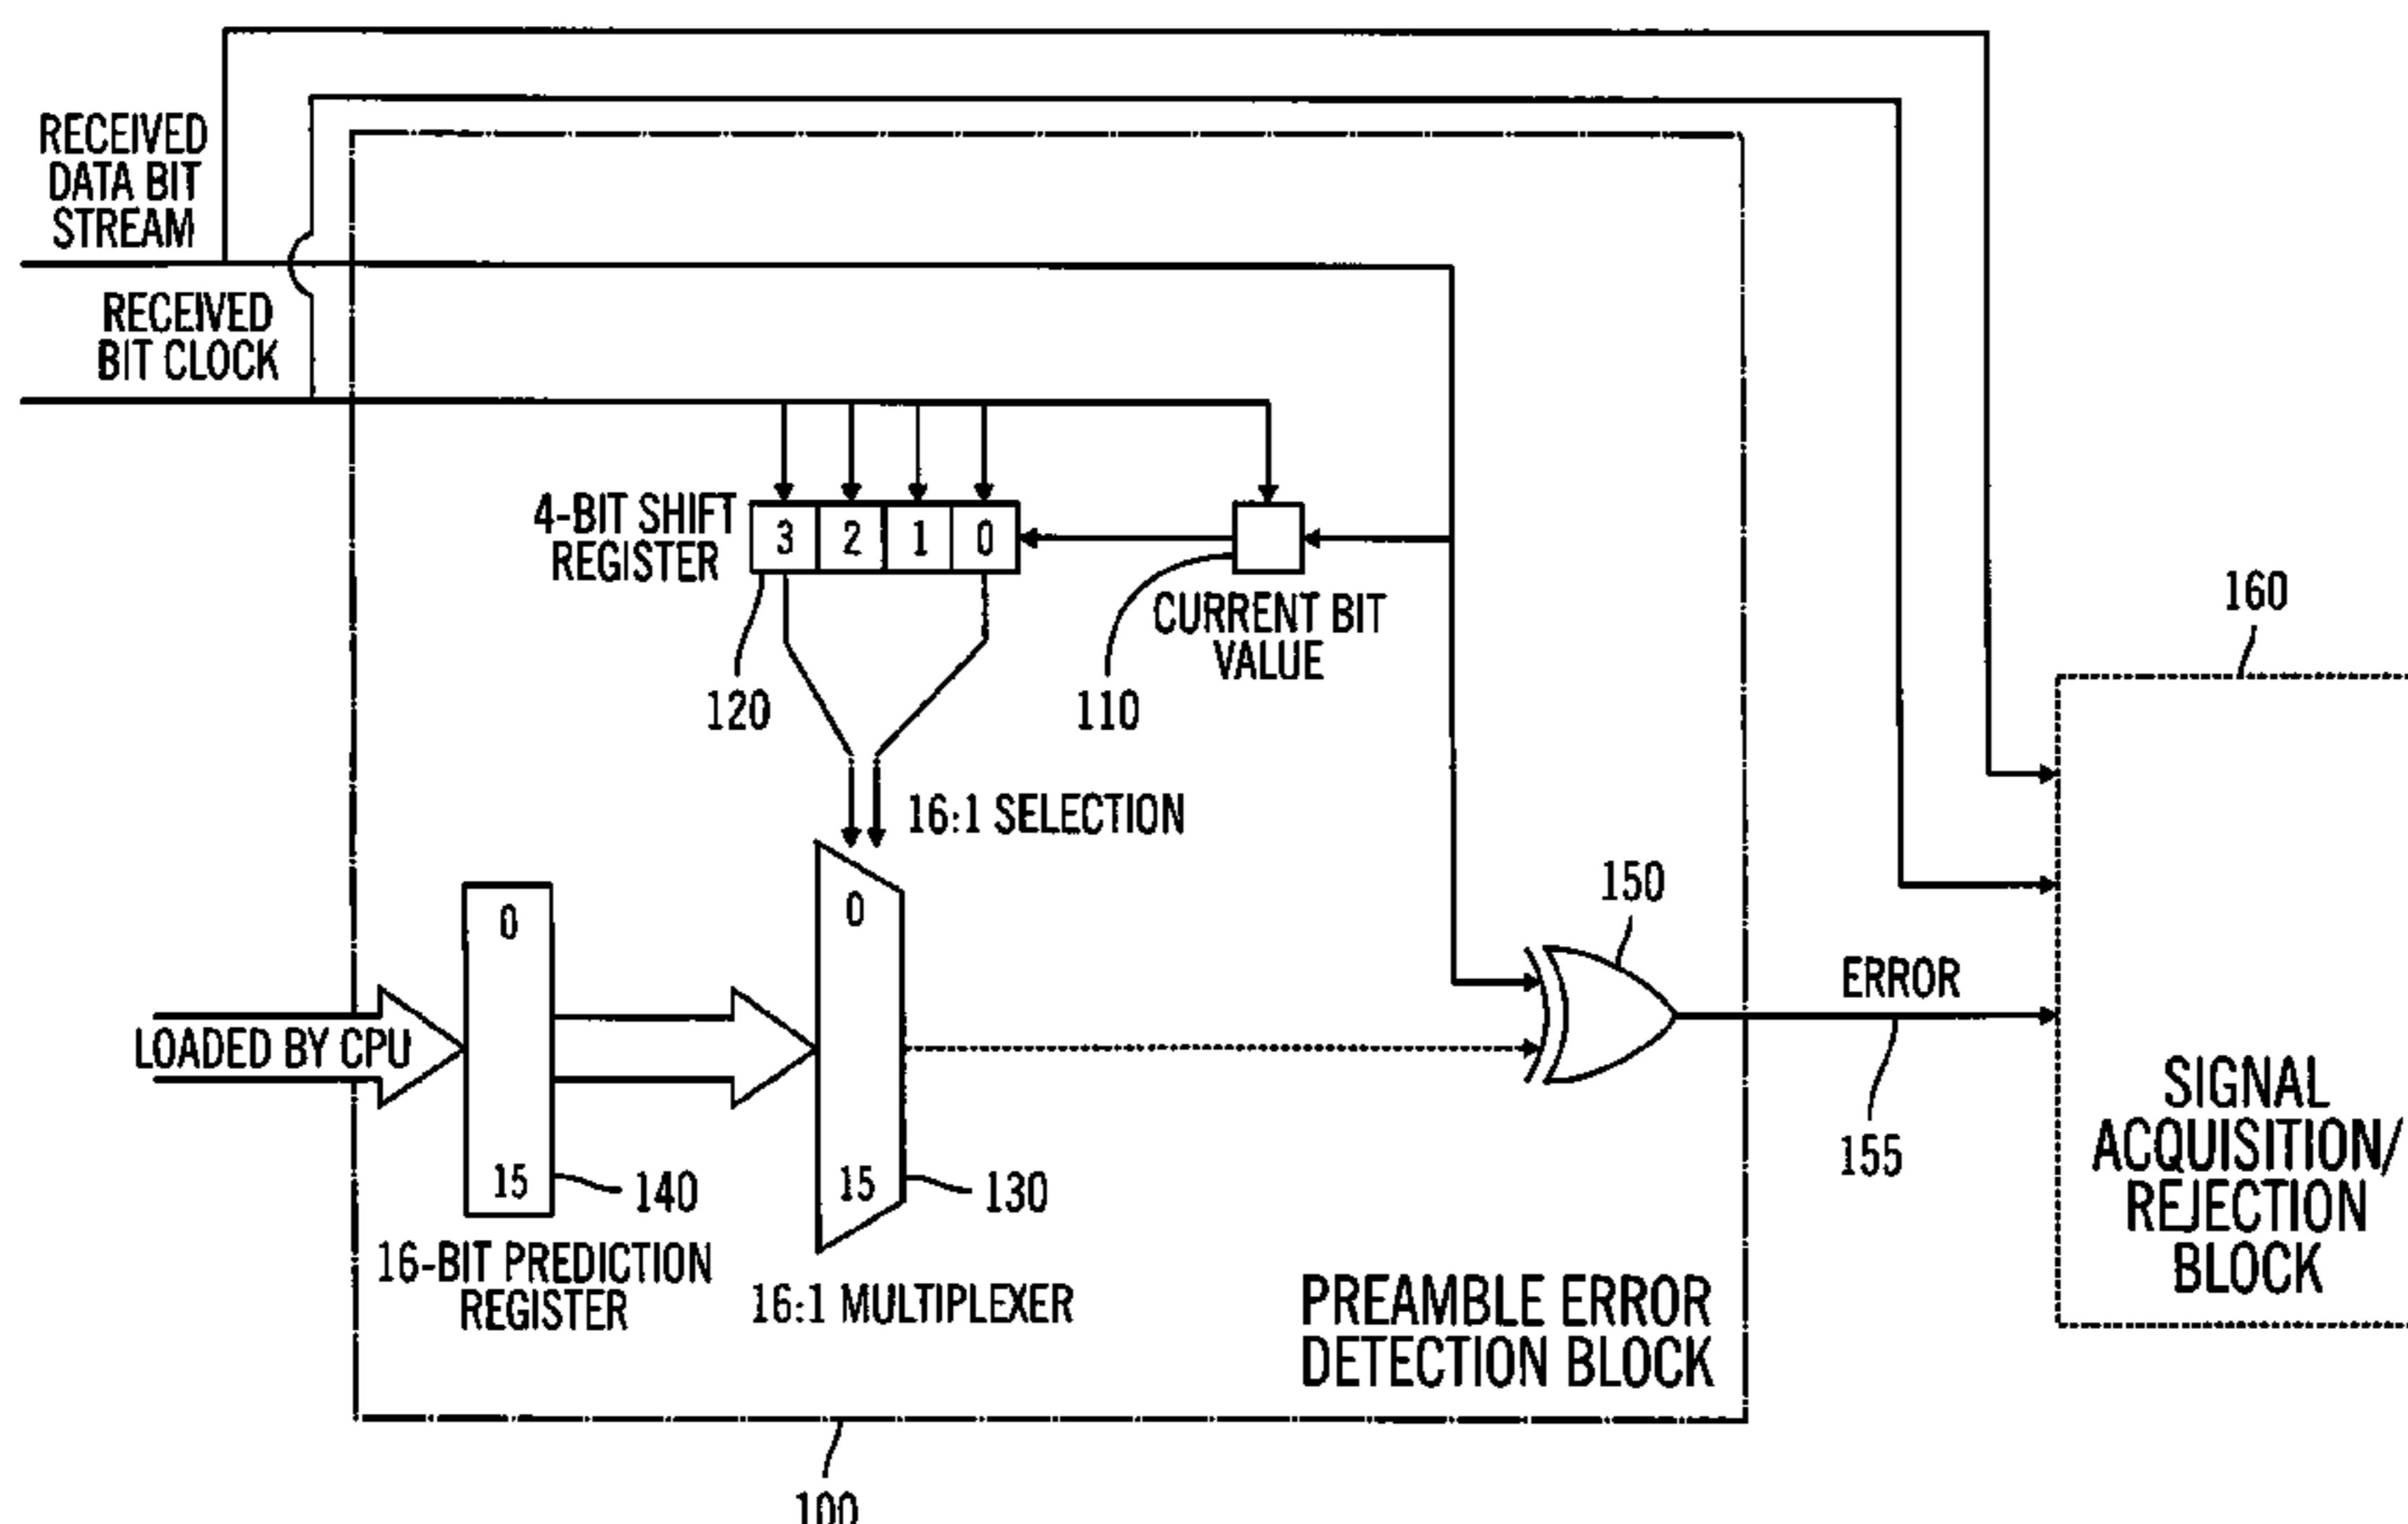 RECEIVED
DATA BIT
STREAM
RECEIVED
BIT CLOCK
4-BIT SHIFT
REGISTER
3 2 1 0
CURRENT BIT
VALUE
120
110
160
16:1 SELECTION
0
0
150
ERROR
LOADED BY CPU
15
140
15
130
155
SIGNAL
ACQUISITION/
REJECTION
BLOCK
16-BIT PREDICTION
REGISTER
16:1 MULTIPLEXER
PREAMBLE ERROR
DETECTION BLOCK
100